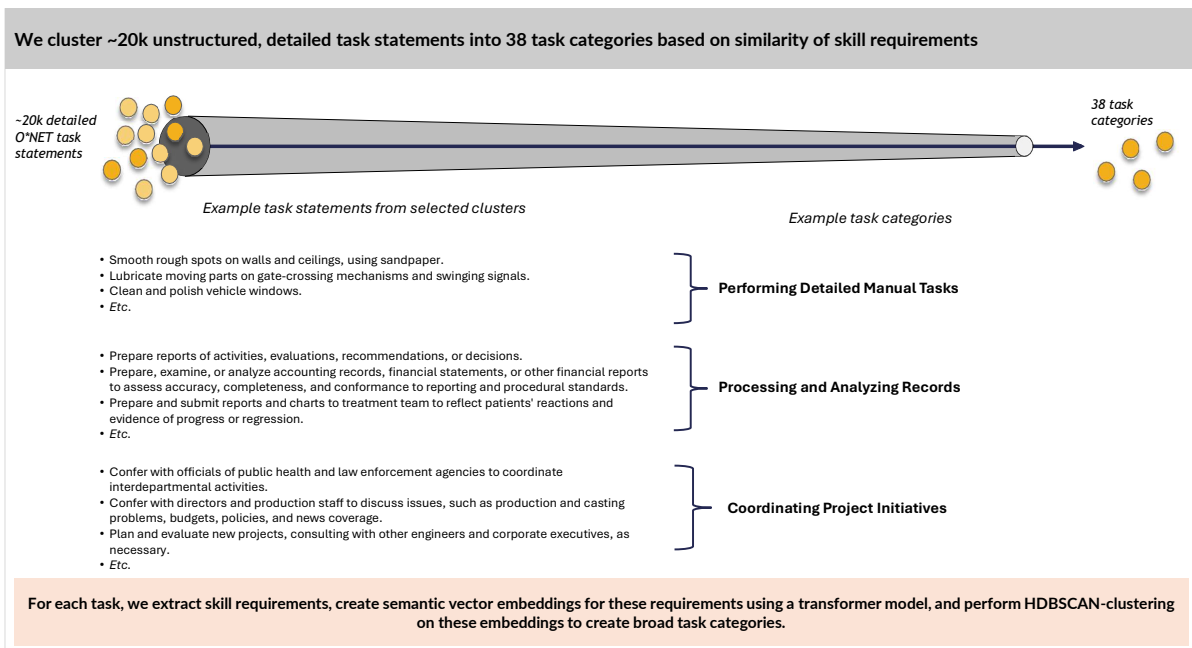 We cluster ~20k unstructured, detailed task statements into 38 task categories based on similarity of skill requirements
~20k detailed
O*NET task
statements
38 task
categories
Example task statements from selected clusters
Example task categories
• Smooth rough spots on walls and ceilings, using sandpaper.
• Lubricate moving parts on gate-crossing mechanisms and swinging signals.
• Clean and polish vehicle windows.
• Etc.
Performing Detailed Manual Tasks
• Prepare reports of activities, evaluations, recommendations, or decisions.
• Prepare, examine, or analyze accounting records, financial statements, or other financial reports
to assess accuracy, completeness, and conformance to reporting and procedural standards.
• Prepare and submit reports and charts to treatment team to reflect patients' reactions and
evidence of progress or regression.
• Etc.
Processing and Analyzing Records
• Confer with officials of public health and law enforcement agencies to coordinate
interdepartmental activities.
• Confer with directors and production staff to discuss issues, such as production and casting
problems, budgets, policies, and news coverage.
• Plan and evaluate new projects, consulting with other engineers and corporate executives, as
necessary.
• Etc.
Coordinating Project Initiatives
For each task, we extract skill requirements, create semantic vector embeddings for these requirements using a transformer model, and perform HDBSCAN-clustering
on these embeddings to create broad task categories.